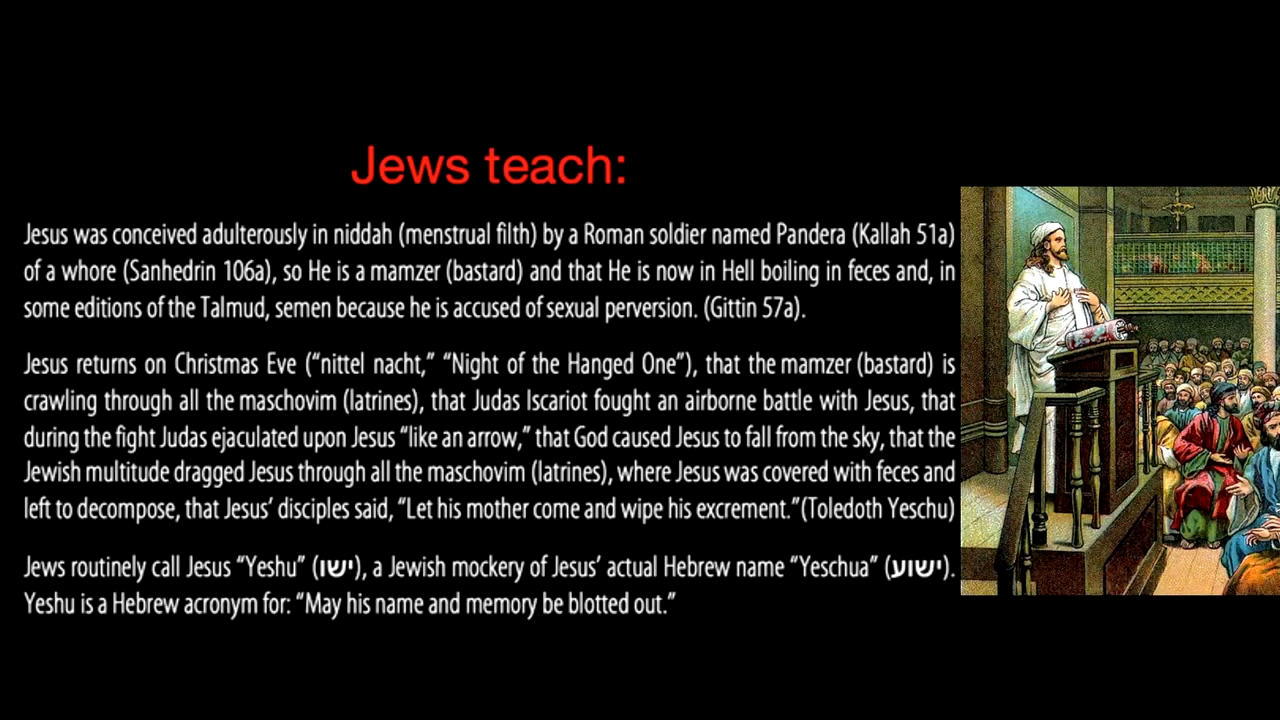 Jews teach:
Jesus was conceived adulterously in niddah (menstrual filth) by a Roman soldier named Pandera (Kallah 51a)
of a whore (Sanhedrin 106a), so He is a mamzer (bastard) and that He is now in Hell boiling in feces and, in
some editions of the Talmud, semen because he is accused of sexual perversion. (Gittin 57a).
Jesus returns on Christmas Eve (“nittel nacht,” “Night of the Hanged One”), that the mamzer (bastard) is
crawling through all the maschovim (latrines), that Judas Iscariot fought an airborne battle with Jesus, that
during the fight Judas ejaculated upon Jesus “like an arrow,” that God caused Jesus to fall from the sky, that the
Jewish multitude dragged Jesus through all the maschovim (latrines), where Jesus was covered with feces and
left to decompose, that Jesus’ disciples said, “Let his mother come and wipe his excrement.”(Toledoth Yeschu)
Jews routinely call Jesus “Yeshu” (ישו), a Jewish mockery of Jesus’ actual Hebrew name “Yeschua” (ישוע).
Yeshu is a Hebrew acronym for: “May his name and memory be blotted out.”